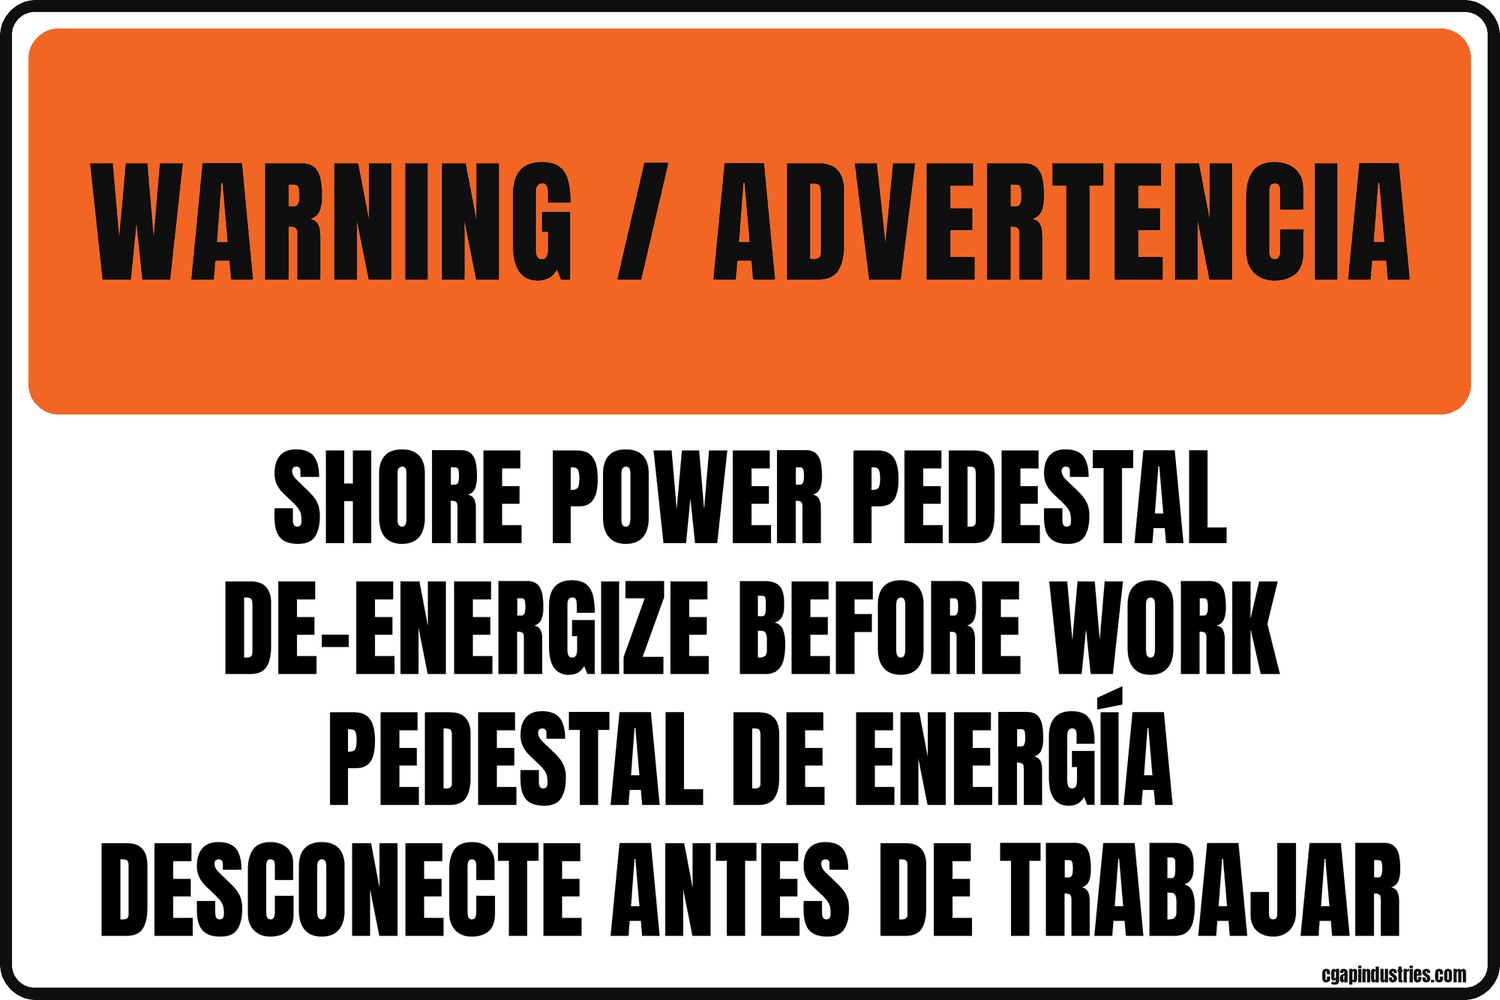 WARNING / ADVERTENCIA
SHORE POWER PEDESTAL
DE-ENERGIZE BEFORE WORK
PEDESTAL DE ENERGÍA
DESCONECTE ANTES DE TRABAJAR
cgapindustries.com